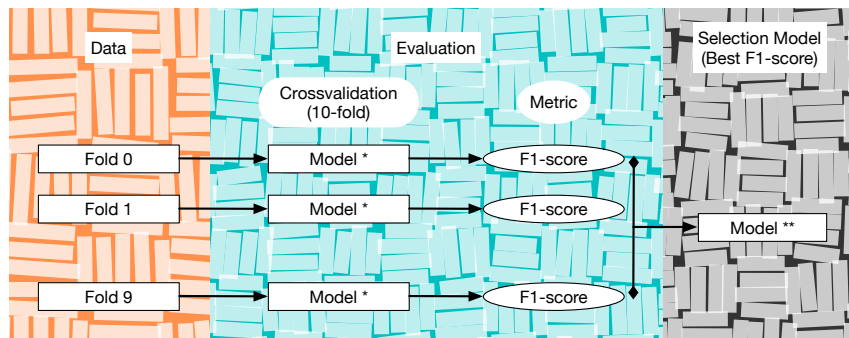 Data
Evaluation
Selection Model
(Best F1-score)
Crossvalidation
(10-fold)
Metric
Fold 0
Model *
F1-score
Fold 1
Model *
F1-score
Model **
Fold 9
Model *
F1-score